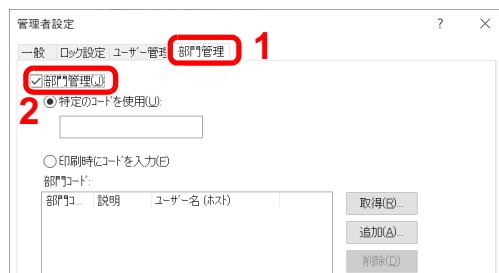 管理者設定 ? ×
一般 ロック設定 ユーザー管理 部門管理 1
部門管理(J)
2 特定のコードを使用(U):
印刷時にコードを入力(E)
部門コード:
部門コ... 説明 ユーザー名 (ホスト)
取得(R)...
追加(A)...
削除(D)